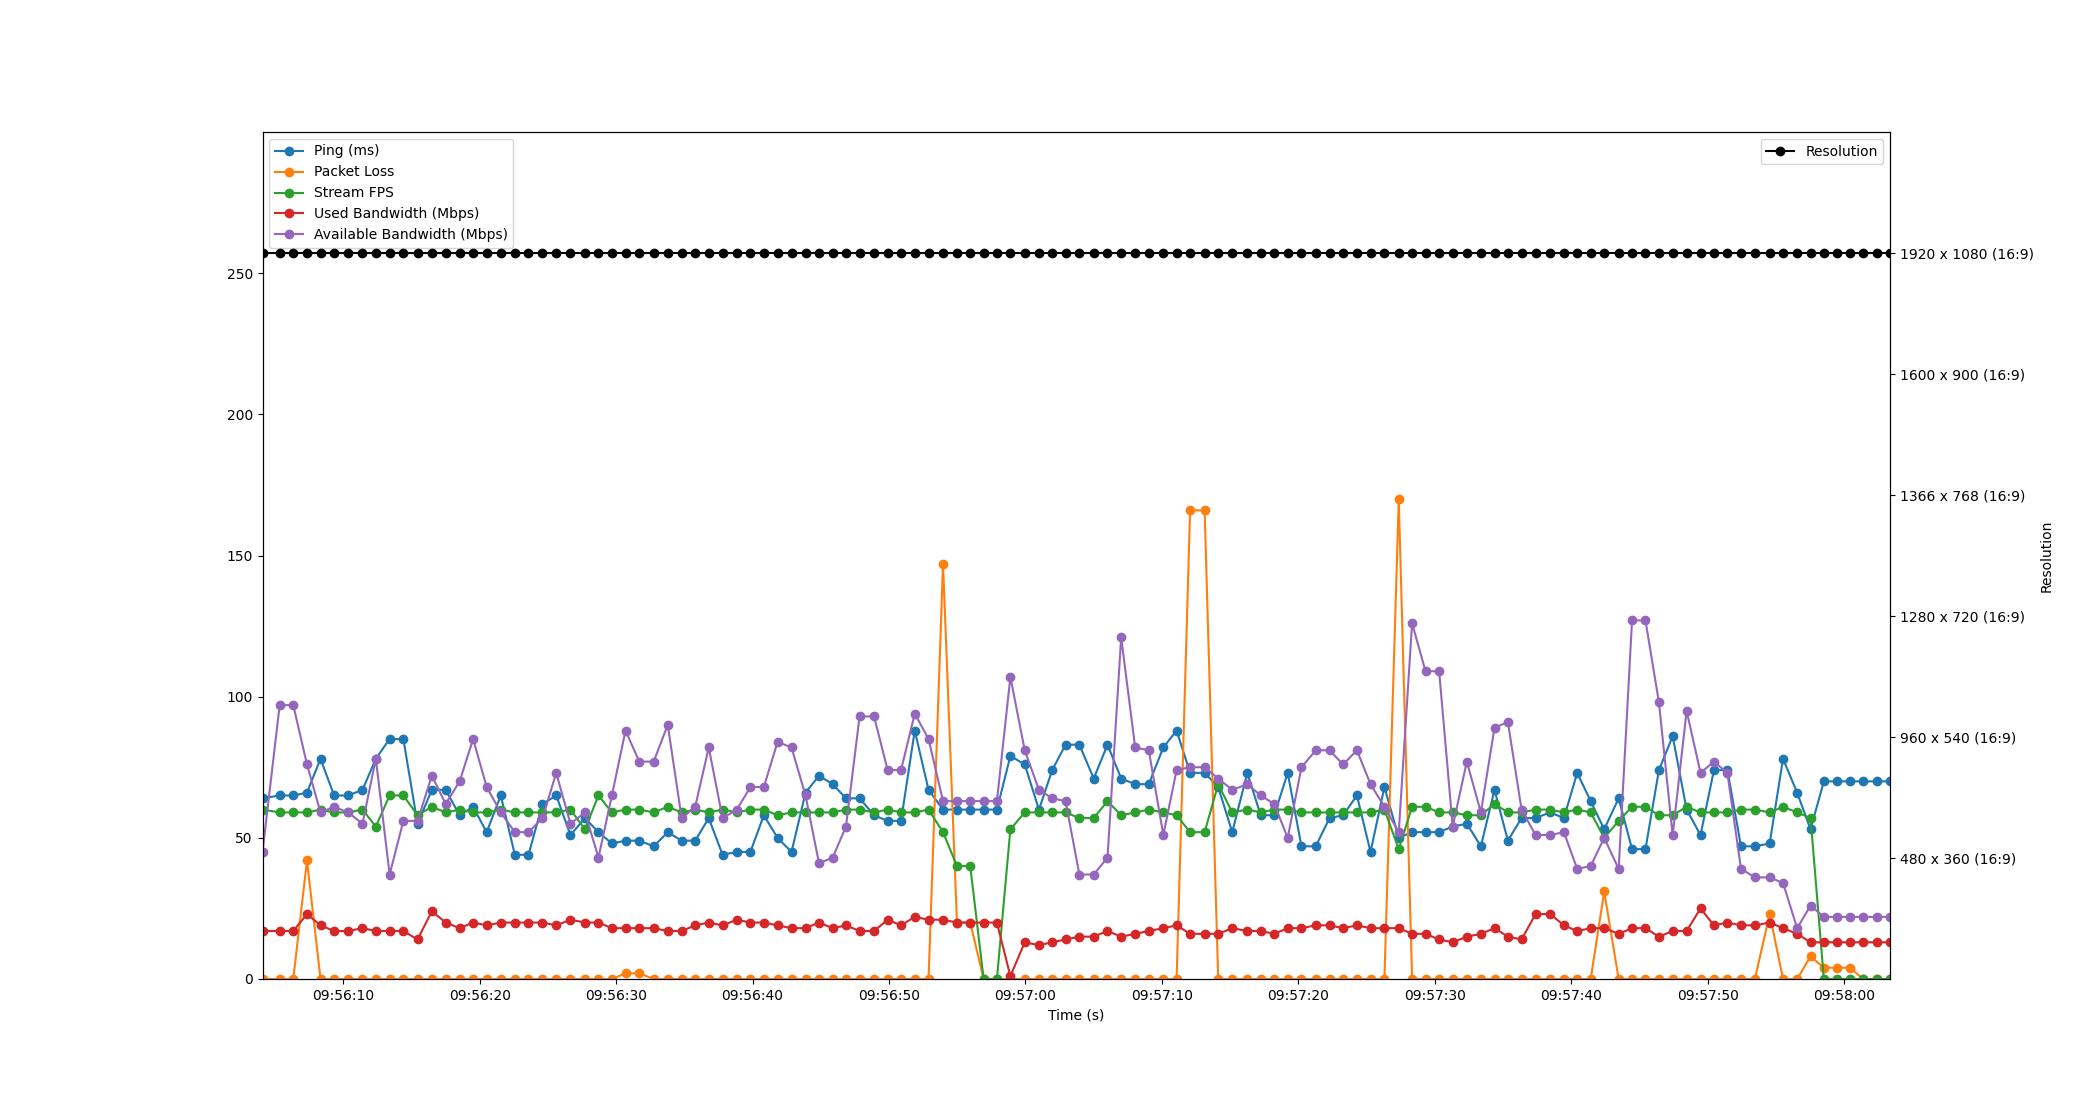 Ping (ms)
Packet Loss
Stream FPS
Used Bandwidth (Mbps)
Available Bandwidth (Mbps)
Resolution
250
200
150
100
50
0
1920 x 1080 (16:9)
1600 x 900 (16:9)
1366 x 768 (16:9)
1280 x 720 (16:9)
960 x 540 (16:9)
480 x 360 (16:9)
Resolution
09:56:10 09:56:20 09:56:30 09:56:40 09:56:50 09:57:00 09:57:10 09:57:20 09:57:30 09:57:40 09:57:50 09:58:00
Time (s)